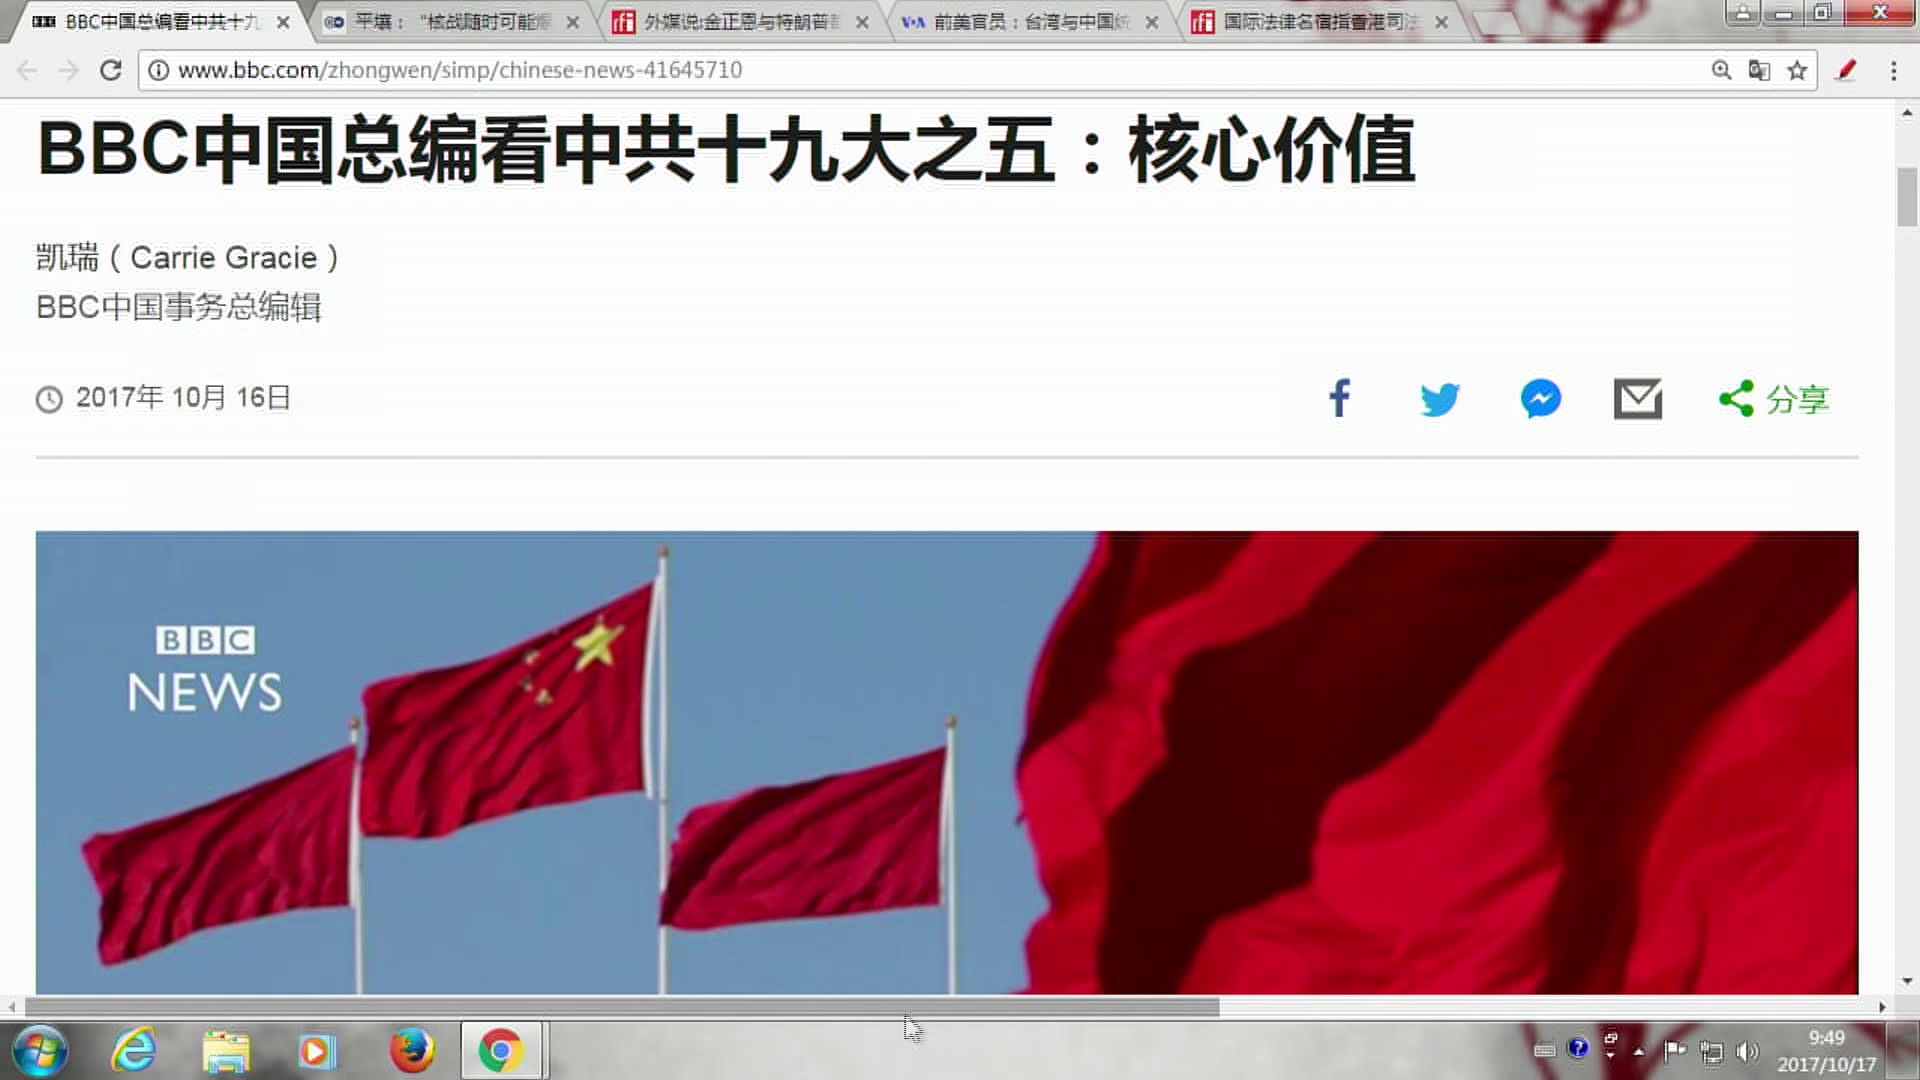 BBC中国总编看中共十九
平壤：“核战随时可能爆
外媒说:金正恩与特朗普
前美官员：台湾与中国统
国际法律名宿指香港司法
www.bbc.com/zhongwen/simp/chinese-news-41645710
BBC中国总编看中共十九大之五：核心价值
凯瑞（Carrie Gracie）
BBC中国事务总编辑
2017年 10月 16日
分享
BBC
NEWS
9:49
2017/10/17